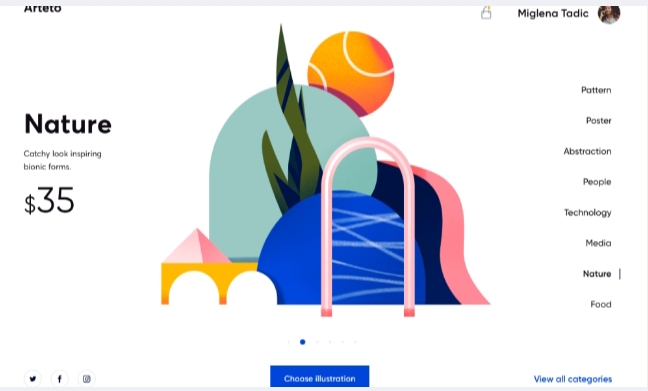 Arteto
Miglena Tadic
Nature
Catchy look inspiring
bionic forms.
$35
Pattern
Poster
Abstraction
People
Technology
Media
Nature
Food
Choose illustration
View all categories